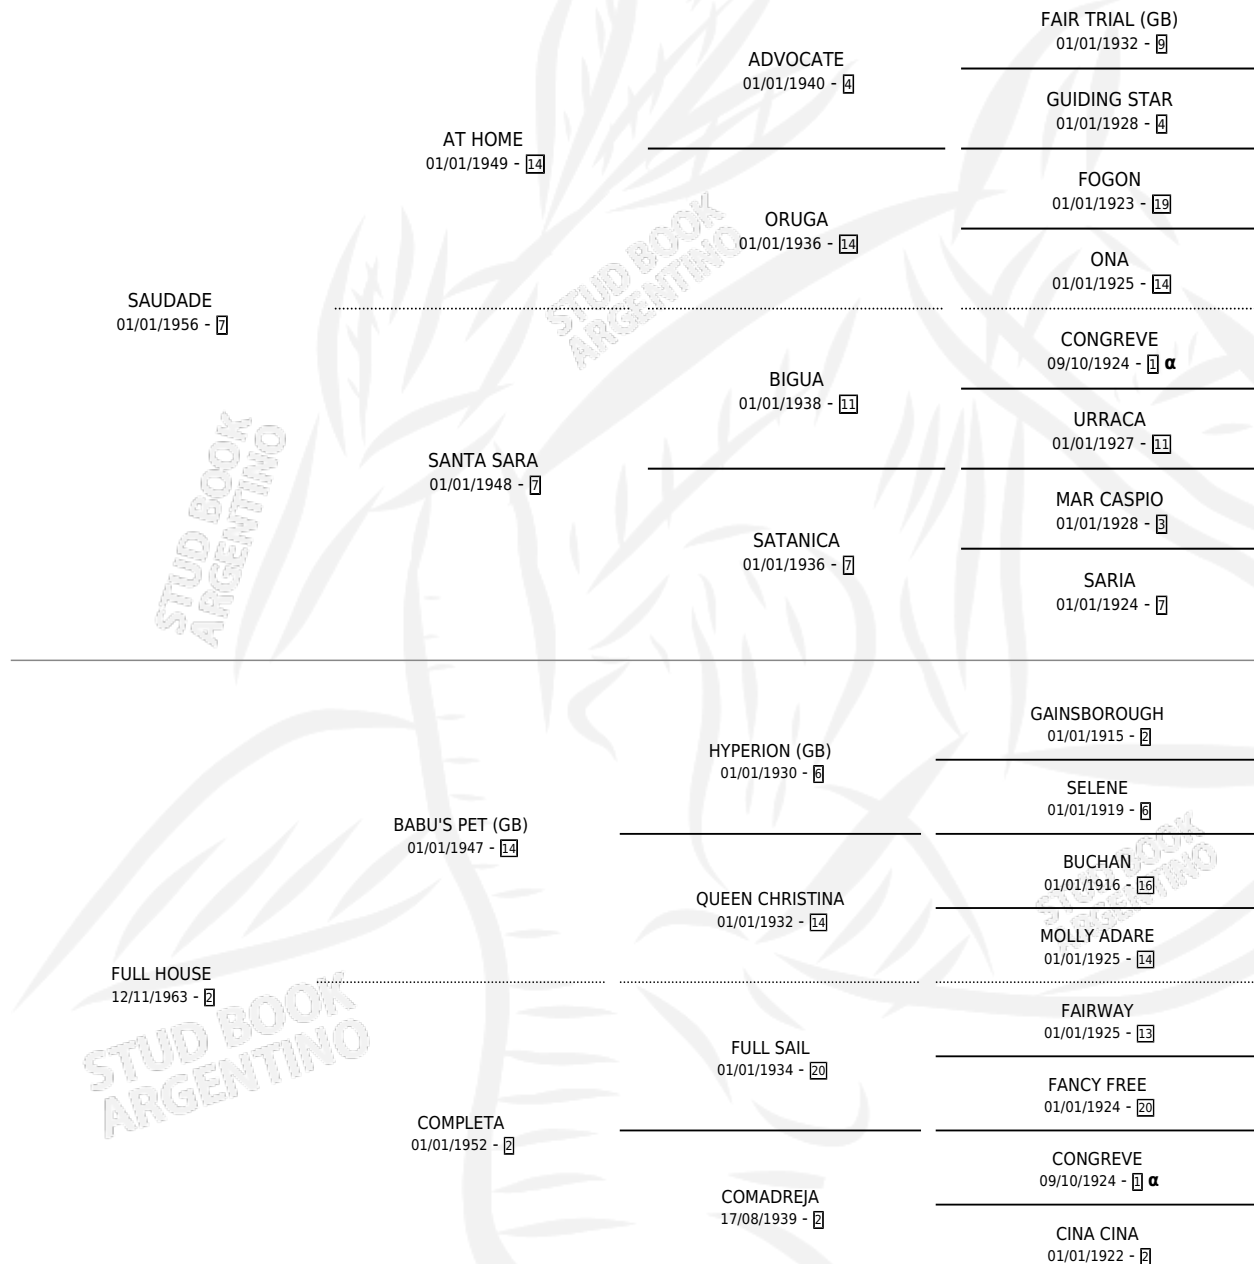 FAIR TRIAL (GB)
01/01/1932 - 9
ADVOCATE
01/01/1940 - 4
GUIDING STAR
01/01/1928 - 4
AT HOME
01/01/1949 - 14
FOGON
01/01/1923 - 19
ORUGA
01/01/1936 - 14
ONA
01/01/1925 - 14
SAUDADE
01/01/1956 - 7
CONGREVE
09/10/1924 - 1 α
BIGUA
01/01/1938 - 11
URRACA
01/01/1927 - 11
SANTA SARA
01/01/1948 - 7
MAR CASPIO
01/01/1928 - 3
SATANICA
01/01/1936 - 7
SARIA
01/01/1924 - 7
GAINSBOROUGH
01/01/1915 - 2
HYPERION (GB)
01/01/1930 - 6
SELENE
01/01/1919 - 6
BABU'S PET (GB)
01/01/1947 - 14
BUCHAN
01/01/1916 - 16
QUEEN CHRISTINA
01/01/1932 - 14
MOLLY ADARE
01/01/1925 - 14
FULL HOUSE
12/11/1963 - 2
FAIRWAY
01/01/1925 - 13
FULL SAIL
01/01/1934 - 20
FANCY FREE
01/01/1924 - 20
COMPLETA
01/01/1952 - 2
CONGREVE
09/10/1924 - 1 α
COMADREJA
17/08/1939 - 2
CINA CINA
01/01/1922 - 2
STUD BOOK
ARGENTINO
STUD BOOK
ARGENTINO
STUD BOOK
ARGENTINO
STUD BOOK
ARGENTINO